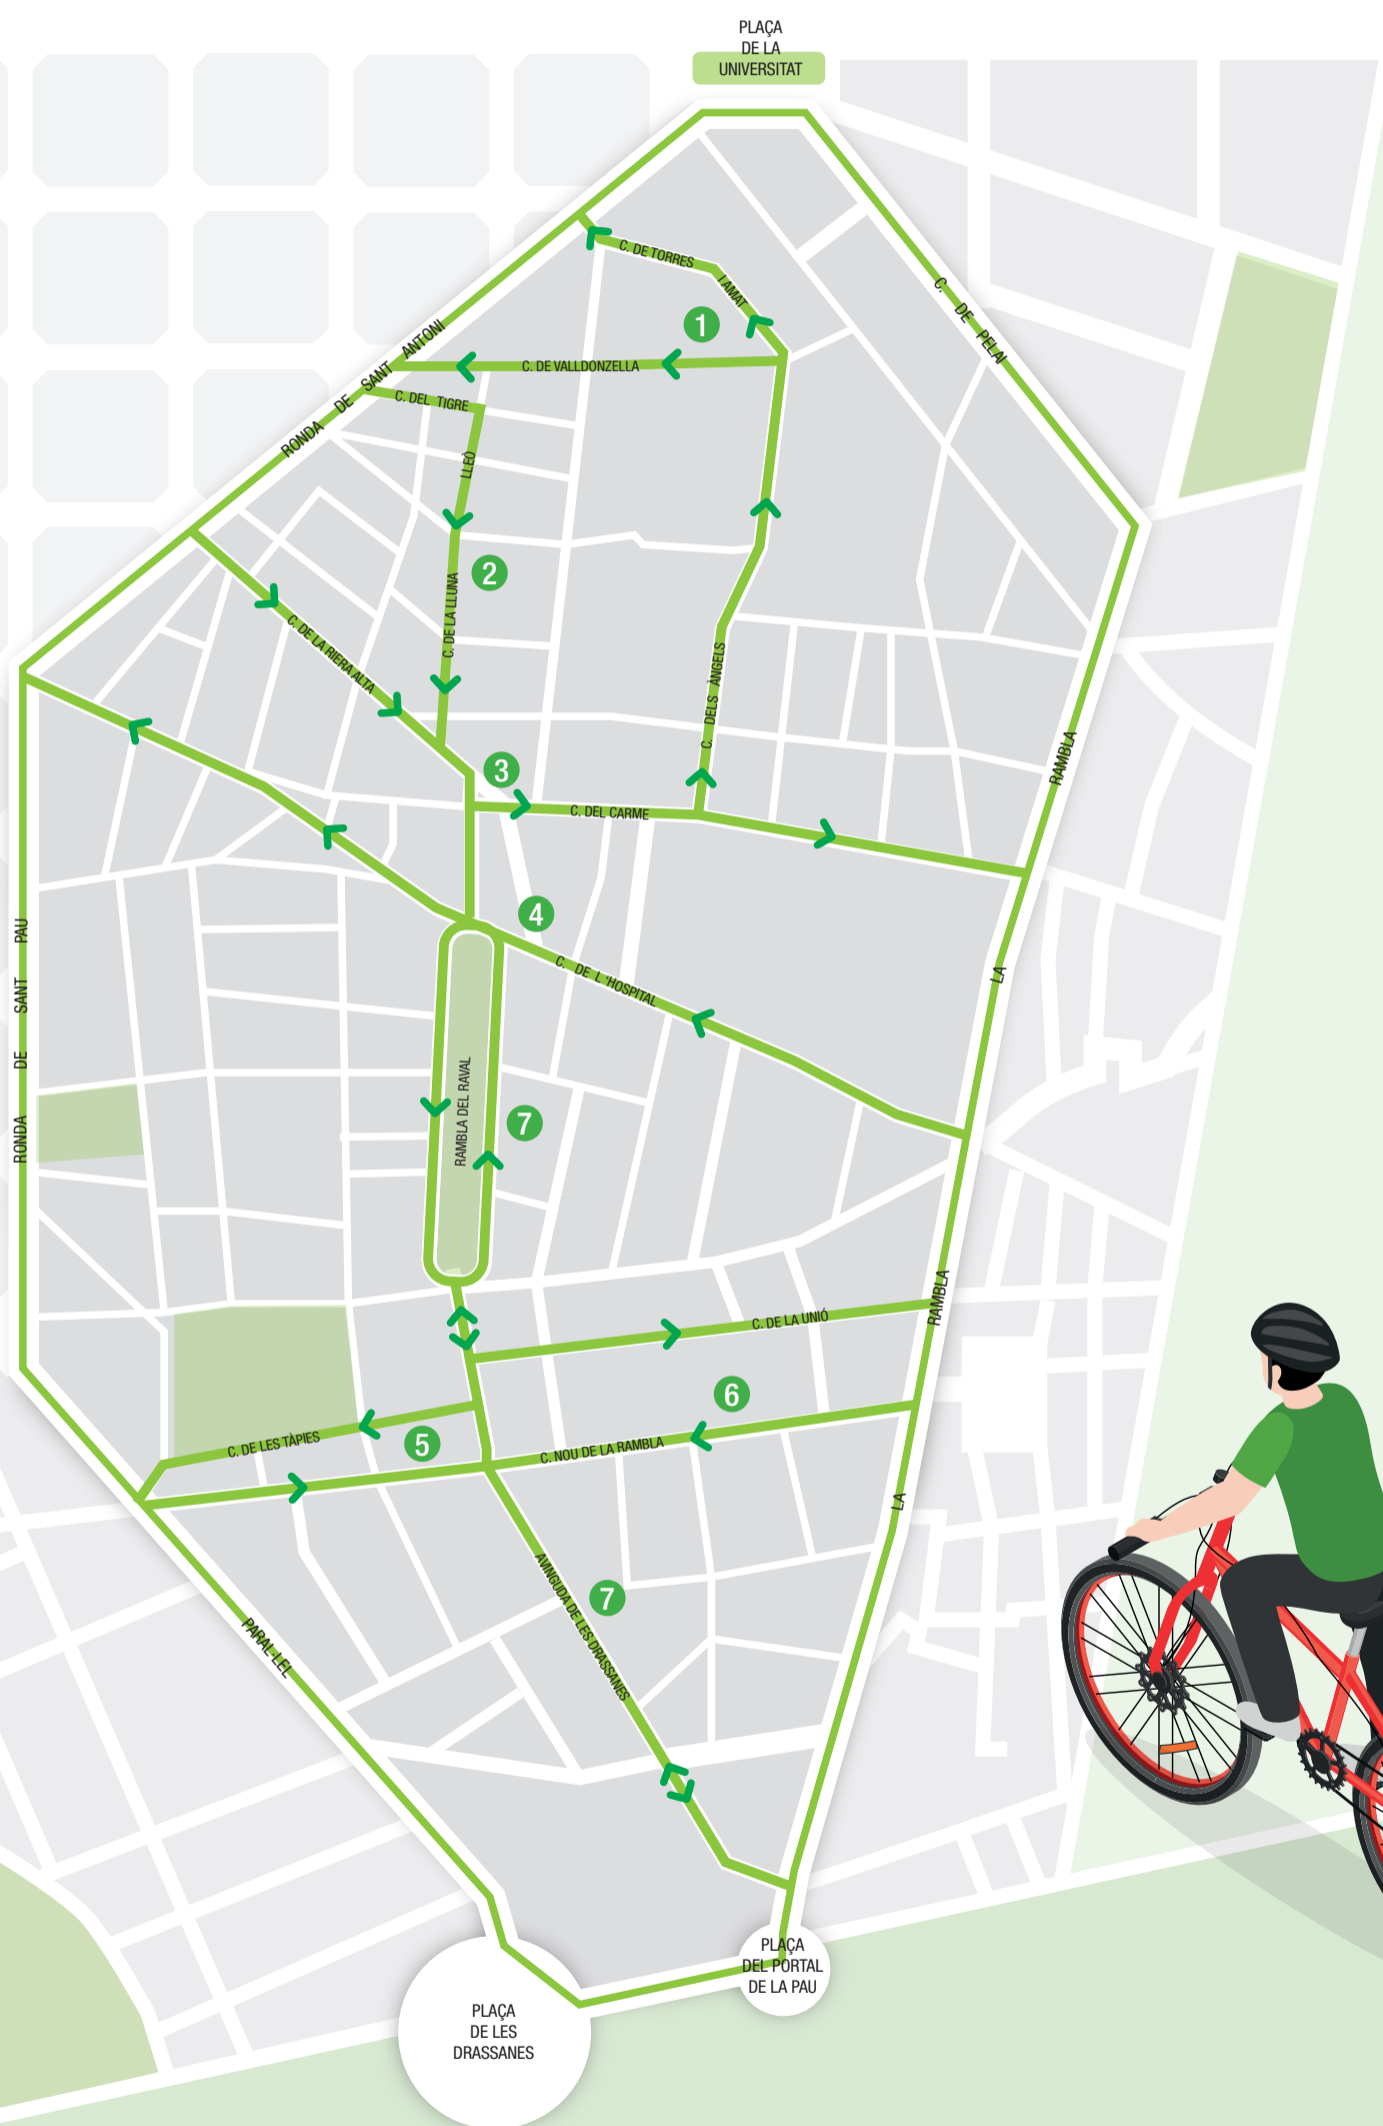 PLAÇA
DE LA
UNIVERSITAT
C. DE TORRES
I AMAT
C. DE PELAI
1
C. DE VALLDONZELLA
RONDA DE SANT ANTONI
C. DEL TIGRE
LLEÓ
2
C. DE LA LLUNA
C. DE LA RIERA ALTA
C. DELS ÀNGELS
LA RAMBLA
3
C. DEL CARME
4
C. DE L'HOSPITAL
RONDA DE SANT PAU
RAMBLA DEL RAVAL
7
C. DE LA UNIÓ
LA RAMBLA
6
C. DE LES TÀPIES
5
C. NOU DE LA RAMBLA
AVINGUDA DE LES DRASSANES
7
PARAL·LEL
PLAÇA
DEL PORTAL
DE LA PAU
PLAÇA
DE LES
DRASSANES